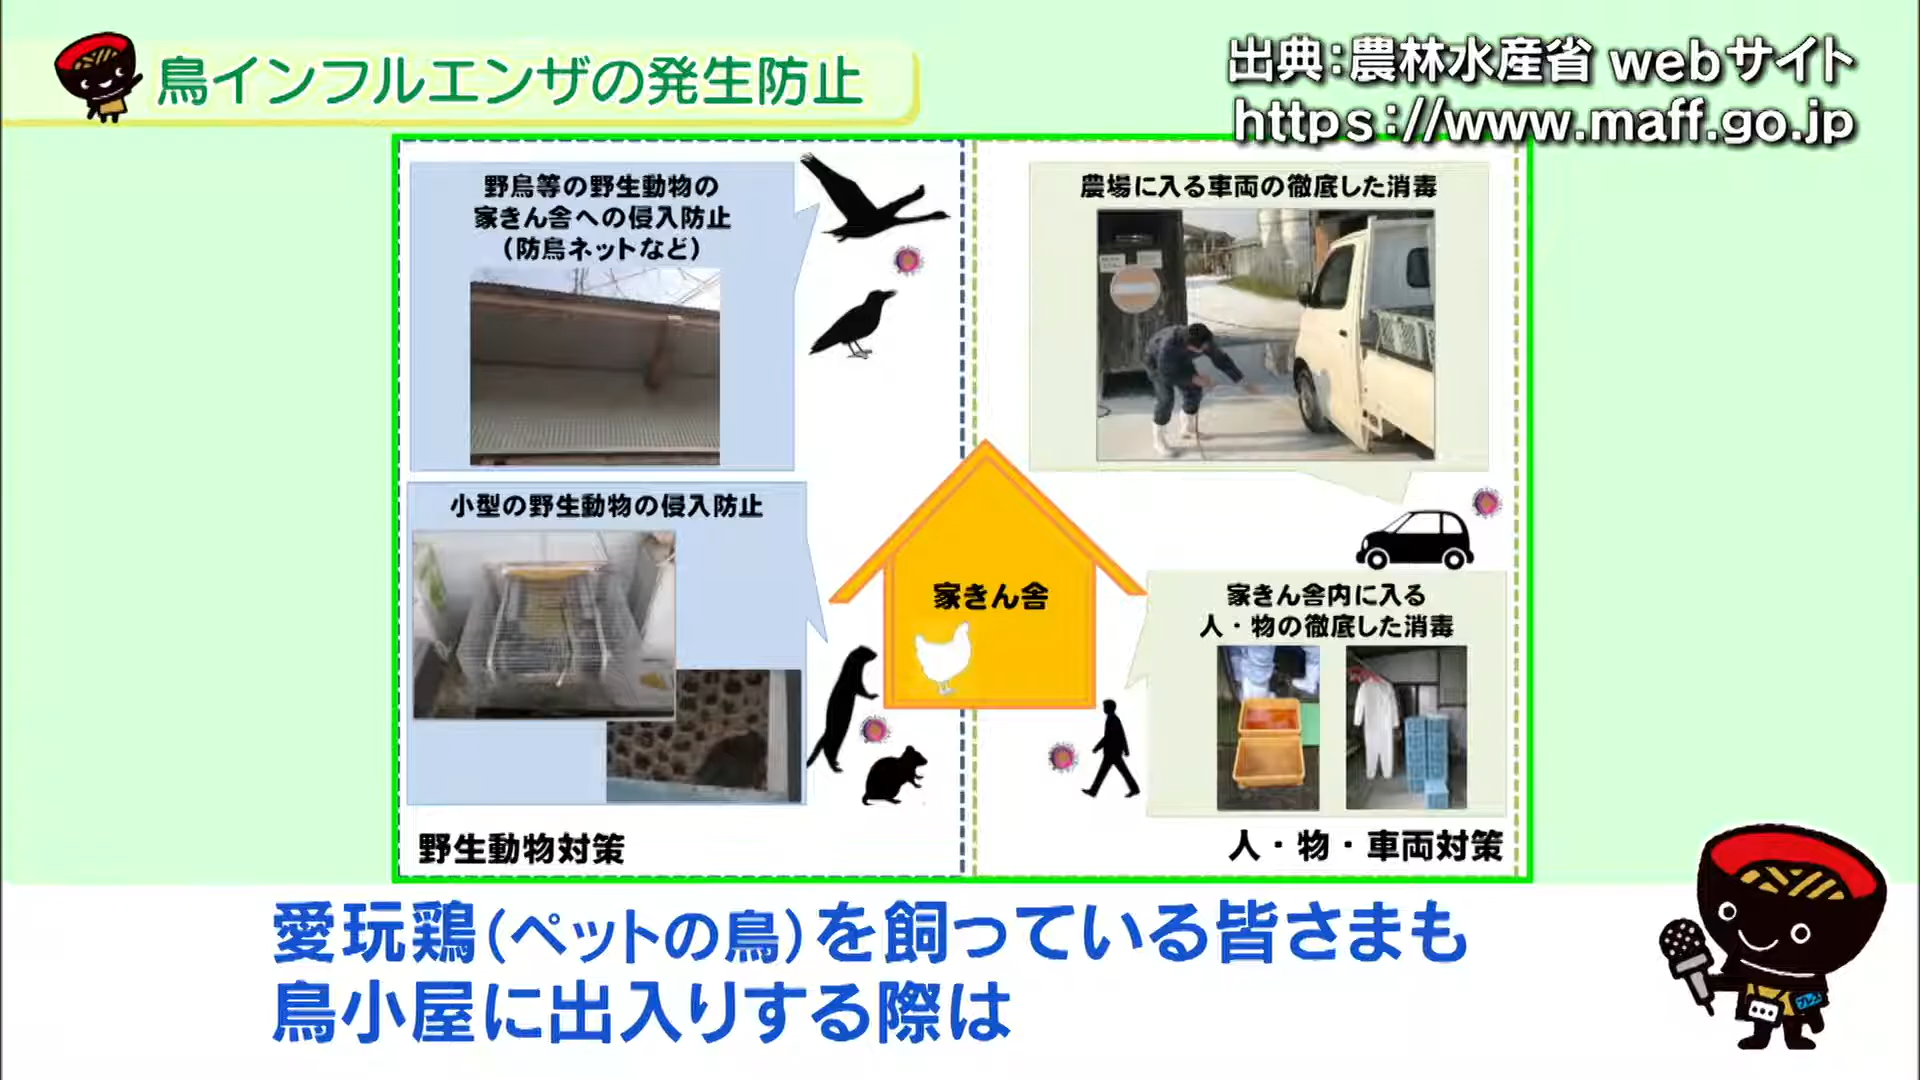 鳥インフルエンザの発生防止
出典:農林水産省 webサイト
https://www.maff.go.jp
野鳥等の野生動物の
家きん舎への侵入防止
(防鳥ネットなど)
小型の野生動物の侵入防止
野生動物対策
家きん舎
農場に入る車両の徹底した消毒
家きん舎内に入る
人・物の徹底した消毒
人・物・車両対策
愛玩鶏(ペットの鳥)を飼っている皆さまも
鳥小屋に出入りする際は
プレス